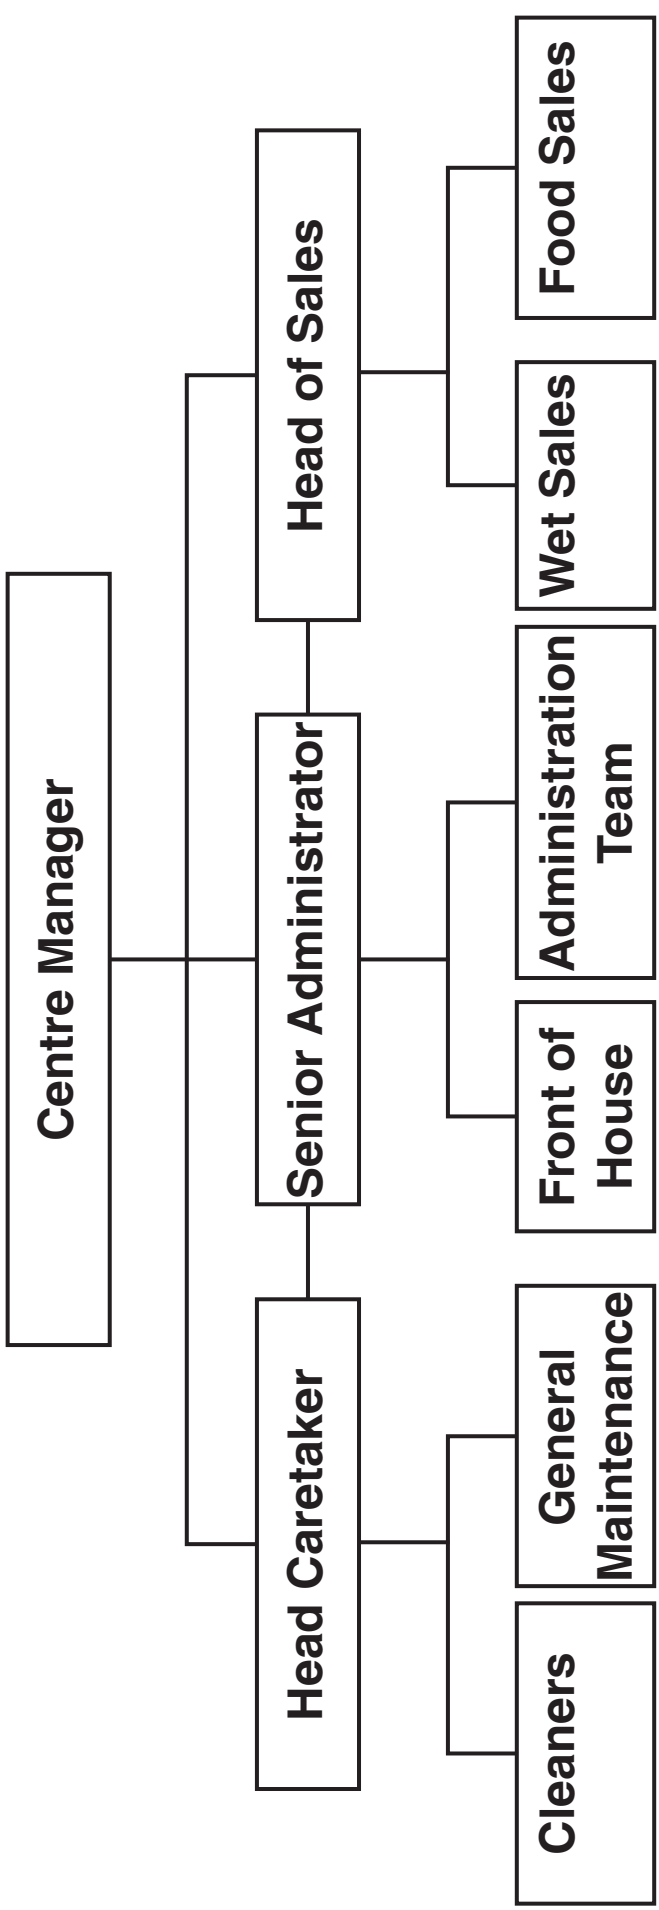 Centre Manager
Head Caretaker
Senior Administrator
Head of Sales
Cleaners
General
Maintenance
Front of
House
Administration
Team
Wet Sales
Food Sales